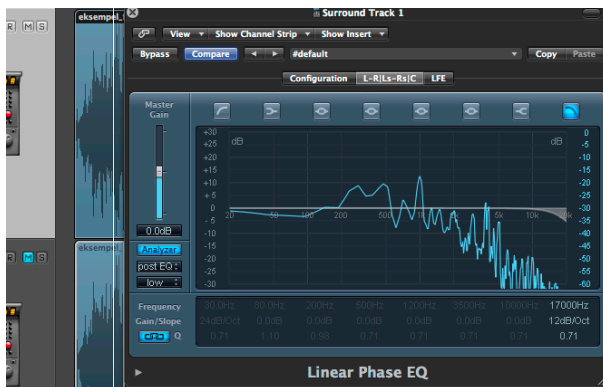 Surround Track 1
R M S
eksempel_
View Show Channel Strip Show Insert
Bypass Compare #default Copy Paste
Configuration L-R|Ls-Rs|C LFE
Master Gain
+30 dB dB 0
+25 -5
+20 -10
+15 -15
+10 -20
+5 -25
0 20 50 100 200 500 1k 5k 10k 20k -30
-5 -35
-10 -40
-15 -45
-20 -50
-25 -55
-30 -60
0.0dB
Analyzer
post EQ
low
eksempel_
R M S
Frequency 30.0Hz 80.0Hz 200Hz 500Hz 1200Hz 3500Hz 10000Hz 17000Hz
Gain/Slope 24dB/Oct 0.0dB 0.0dB 0.0dB 0.0dB 0.0dB 0.0dB 12dB/Oct
Q 0.71 1.10 0.98 0.71 0.71 0.71 0.71 0.71
Linear Phase EQ